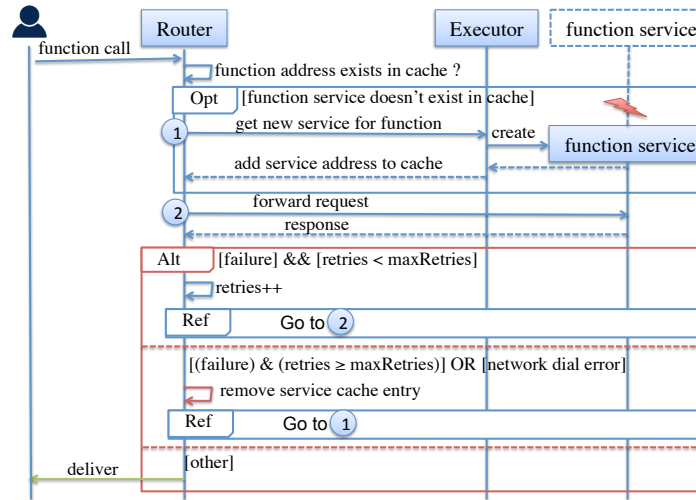 Router
Executor
function service
function call
function address exists in cache ?
Opt
[function service doesn't exist in cache]
1
get new service for function
create
function service
add service address to cache
2
forward request
response
Alt
[failure] && [retries < maxRetries]
retries++
Ref
Go to 2
[(failure) & (retries ≥ maxRetries)] OR [network dial error]
remove service cache entry
Ref
Go to 1
[other]
deliver